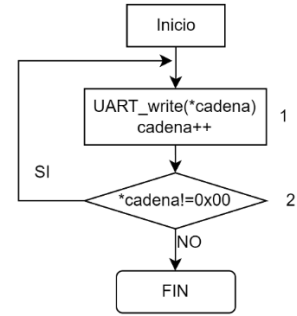 Inicio
UART_write(*cadena)
cadena++
1
SI
*cadena!=0x00
2
NO
FIN